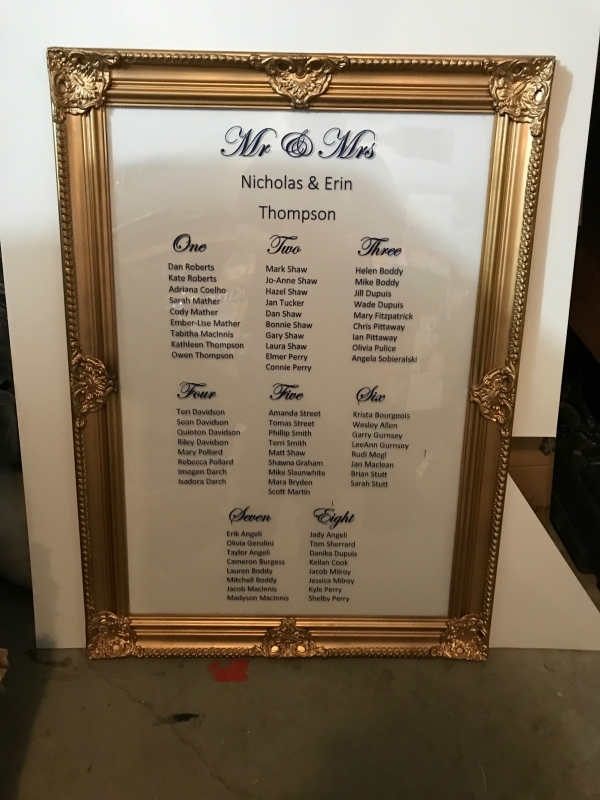 Mr & Mrs
Nicholas & Erin
Thompson
One
Dan Roberts
Kate Roberts
Adriana Coelho
Sarah Mather
Cody Mather
Ember-Lise Mather
Tabitha MacInnis
Kathleen Thompson
Owen Thompson
Two
Mark Shaw
Jo-Anne Shaw
Hazel Shaw
Jan Tucker
Dan Shaw
Bonnie Shaw
Gary Shaw
Laura Shaw
Elmer Perry
Connie Perry
Three
Helen Boddy
Mike Boddy
Jill Dupuis
Wade Dupuis
Mary Fitzpatrick
Chris Pittaway
Ian Pittaway
Olivia Pulice
Angela Sobieralski
Four
Teri Davidson
Sean Davidson
Quinton Davidson
Riley Davidson
Mary Pollard
Rebecca Pollard
Imogen Darch
Isadora Darch
Five
Amanda Street
Tomas Street
Phillip Smith
Terri Smith
Matt Shaw
Shawna Graham
Mike Slaunwhite
Mara Bryden
Scott Martin
Six
Krista Bourgeois
Wesley Allen
Garry Gurnsey
LeeAnn Gurnsey
Rudi Mogl
Jan Maclean
Brian Stutt
Sarah Stutt
Seven
Erik Angeli
Olivia Gerolini
Taylor Angeli
Cameron Burgess
Lauren Boddy
Mitchell Boddy
Jacob MacInnis
Madyson MacInnis
Eight
Jady Angeli
Tom Sherrard
Danika Dupuis
Keilan Cook
Jacob Milroy
Jessica Milroy
Kyle Perry
Shelby Perry